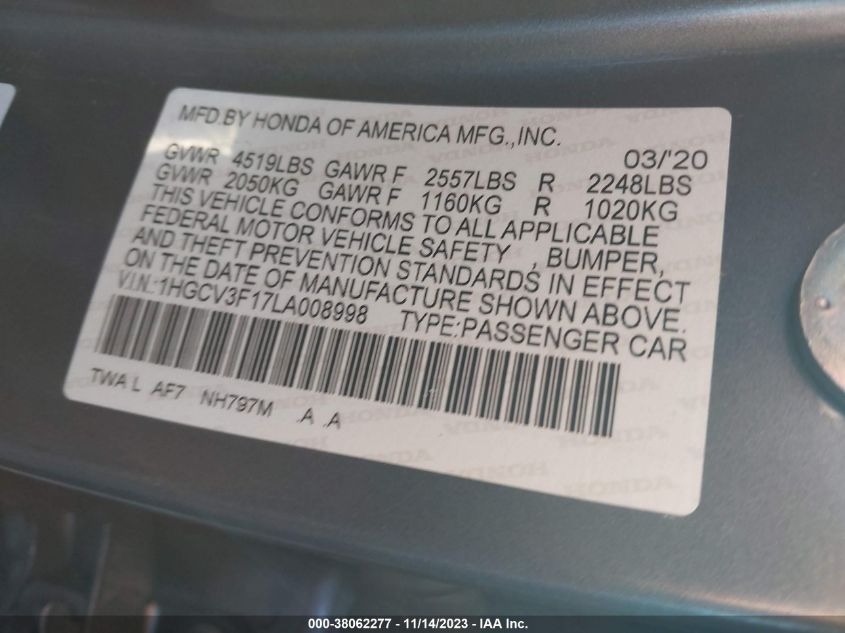 MFD.BY HONDA OF AMERICA MFG.,INC.
03/'20
GVWR 4519LBS GAWR F 2557LBS R 2248LBS
GVWR 2050KG GAWR F 1160KG R 1020KG
THIS VEHICLE CONFORMS TO ALL APPLICABLE
FEDERAL MOTOR VEHICLE SAFETY , BUMPER,
AND THEFT PREVENTION STANDARDS IN EFFECT
ON THE DATE OF MANUFACTURE SHOWN ABOVE.
V.I.N.:1HGCV3F17LA008998 TYPE:PASSENGER CAR
TWA L AF7 NH797M .A .A
HONDA
000-38062277 - 11/14/2023 - IAA Inc.